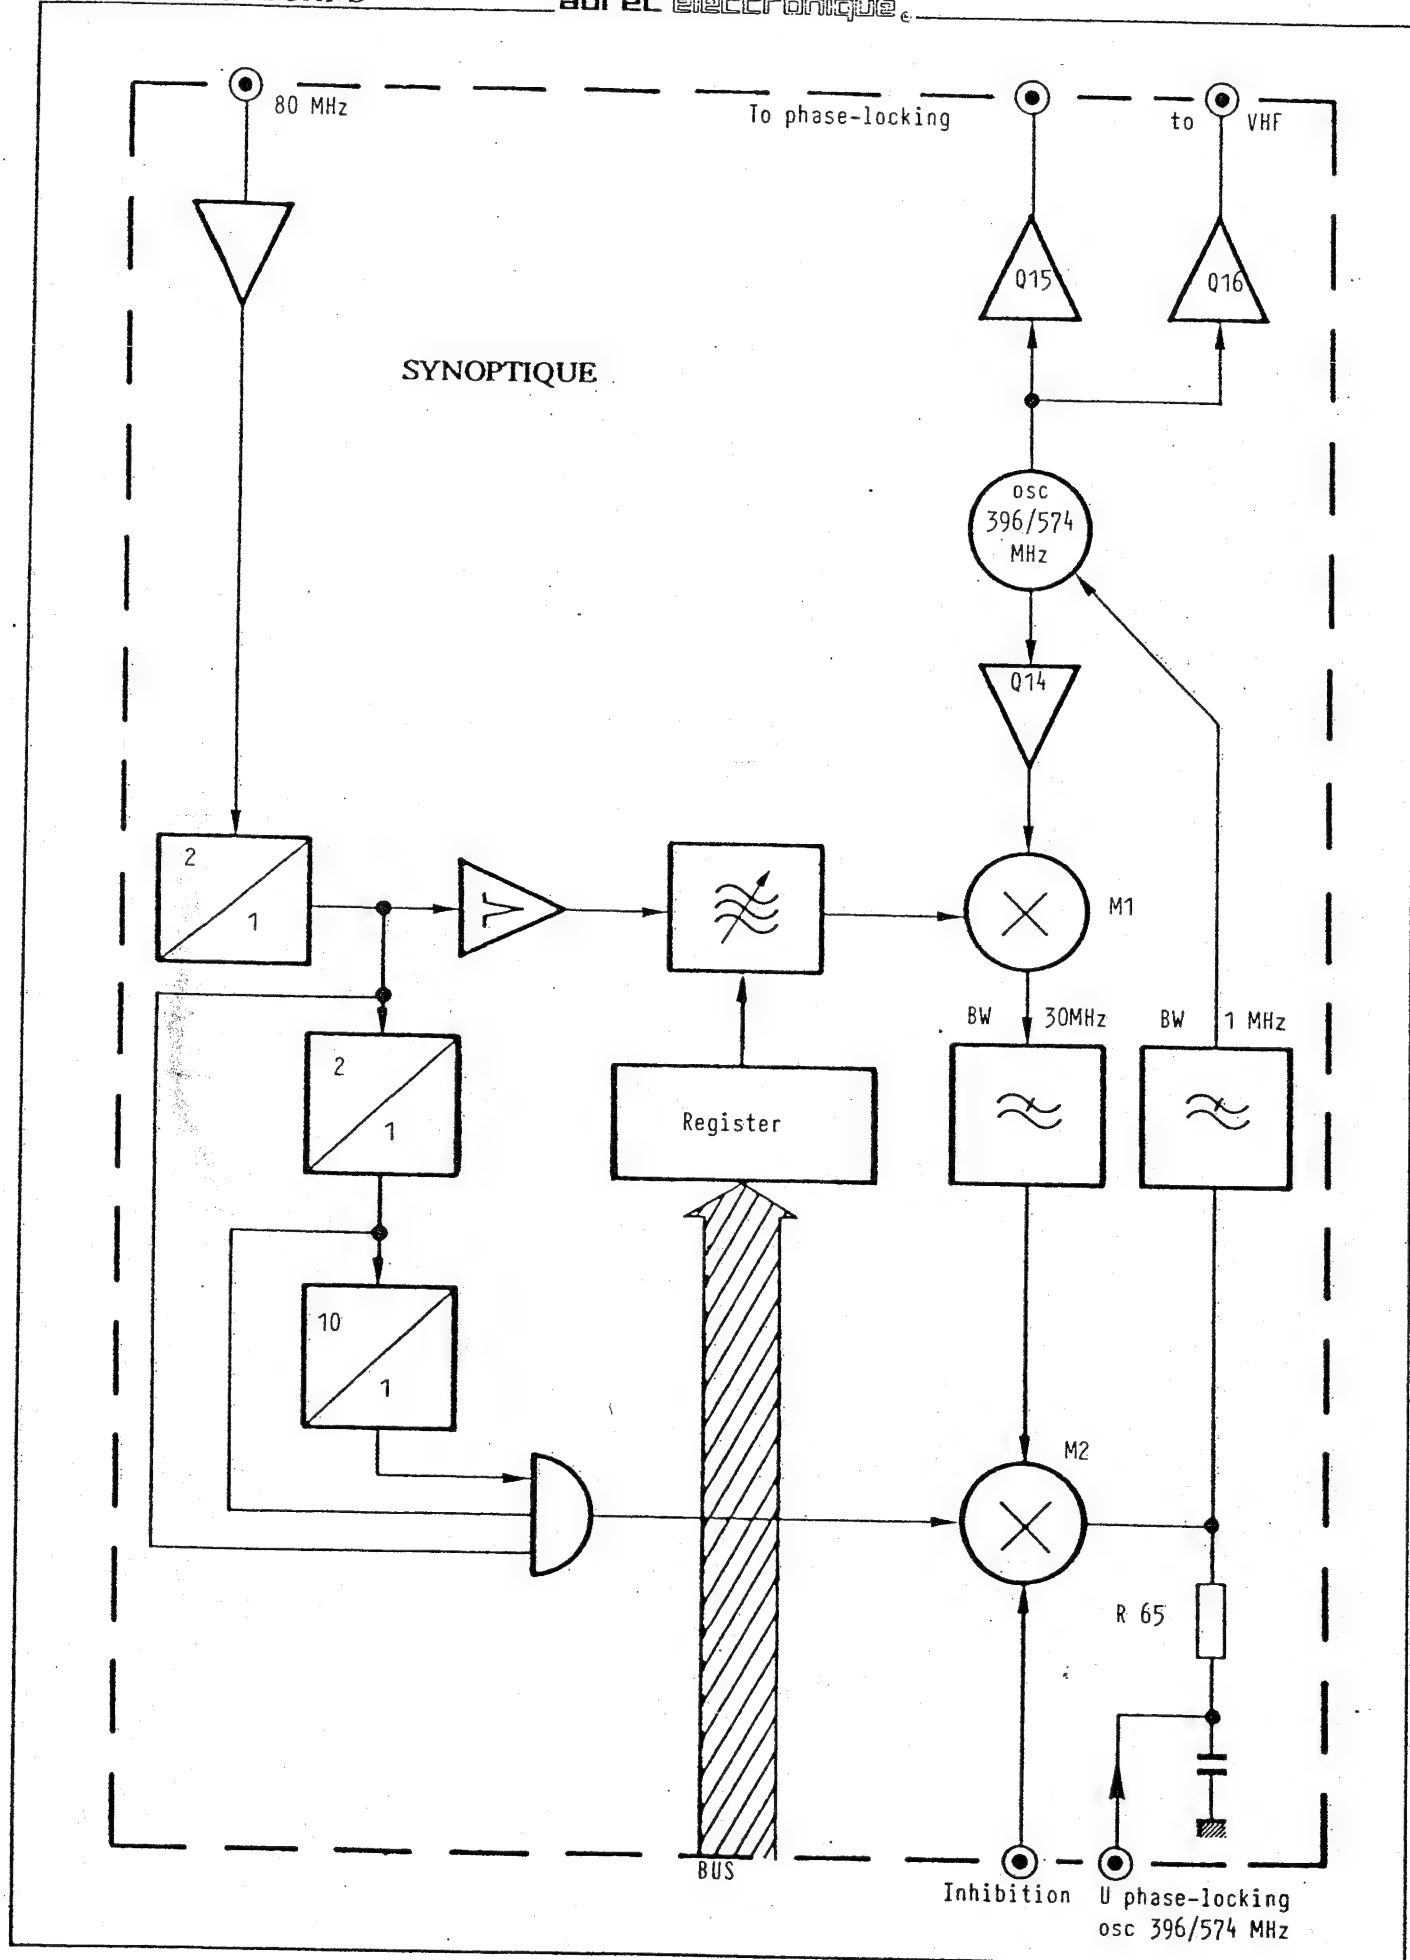 électronique
80 MHz
To phase-locking
to VHF
Q15
Q16
SYNOPTIQUE
osc
396/574
MHz
Q14
2
1
M1
BW 30MHz
BW 1 MHz
2
1
Register
10
1
M2
R 65
BUS
Inhibition
U phase-locking
osc 396/574 MHz